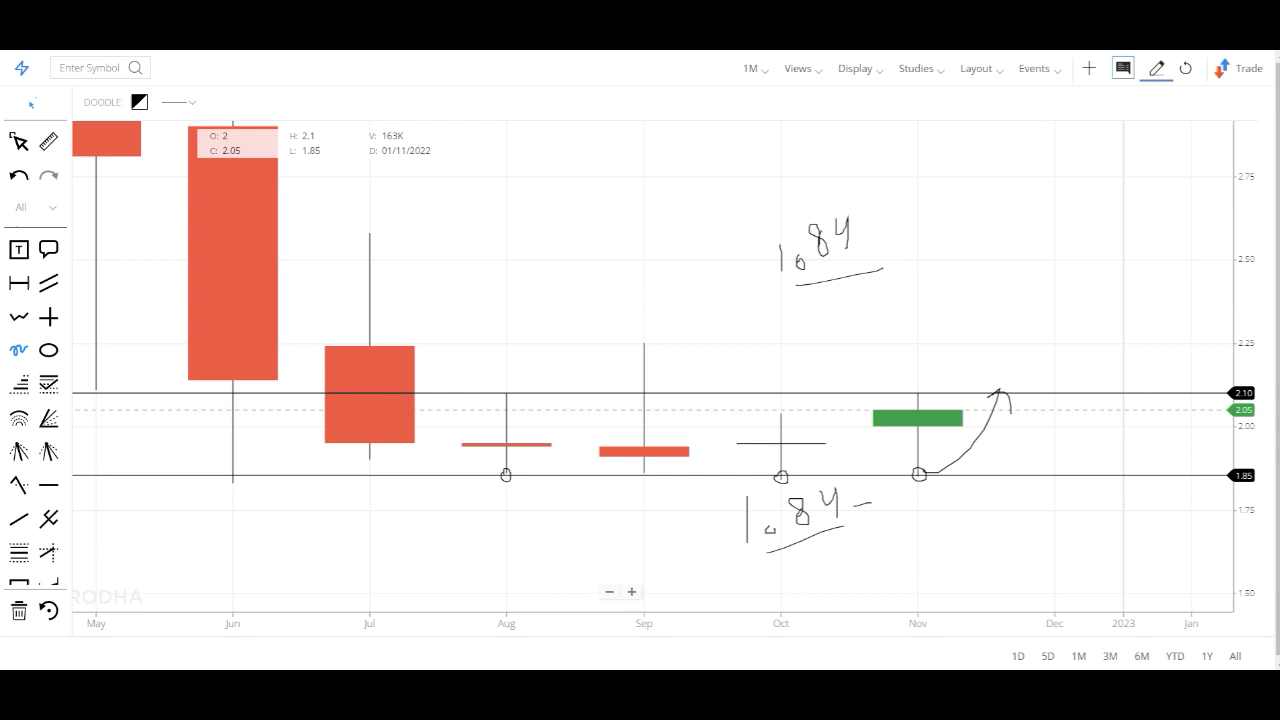 Enter Symbol
1M Views Display Studies Layout Events Trade
DOODLE:
O: 2 H: 2.1 V: 163K
C: 2.05 L: 1.85 D: 01/11/2022
All
T
2.75
1.84
2.50
2.25
2.10
2.05
2.00
1.85
1.84 -
1.75
1.50
RODHA
May Jun Jul Aug Sep Oct Nov Dec 2023 Jan
1D 5D 1M 3M 6M YTD 1Y All